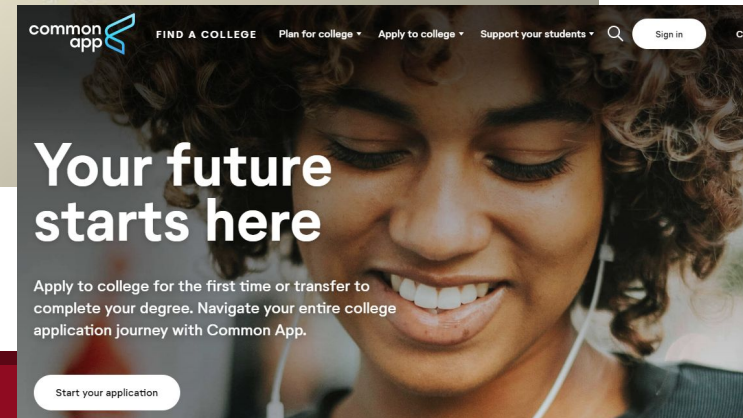 common
app
FIND A COLLEGE
Plan for college
Apply to college
Support your students
Sign in
C
Your future
starts here
Apply to college for the first time or transfer to
complete your degree. Navigate your entire college
application journey with Common App.
Start your application